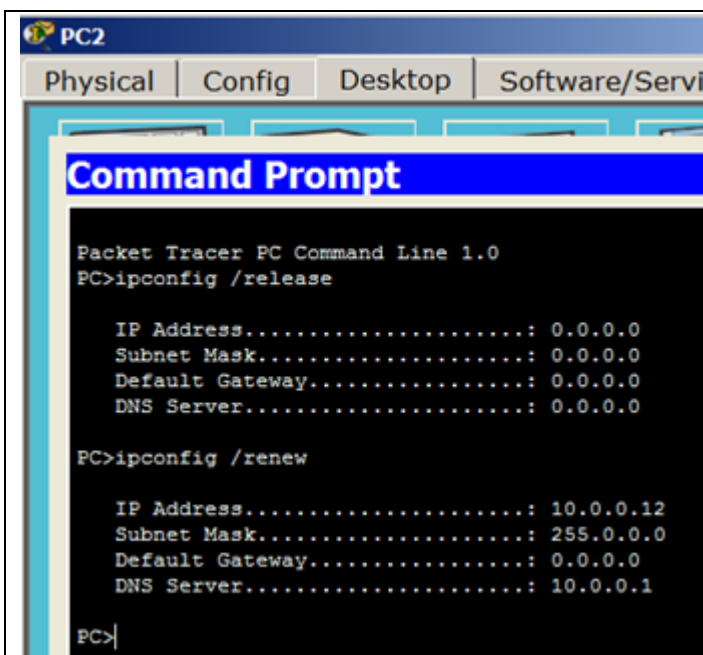 PC2
Physical Config Desktop Software/Servi
Command Prompt
Packet Tracer PC Command Line 1.0
PC>ipconfig /release
IP Address......................: 0.0.0.0
Subnet Mask.....................: 0.0.0.0
Default Gateway.................: 0.0.0.0
DNS Server......................: 0.0.0.0
PC>ipconfig /renew
IP Address......................: 10.0.0.12
Subnet Mask.....................: 255.0.0.0
Default Gateway.................: 0.0.0.0
DNS Server......................: 10.0.0.1
PC>